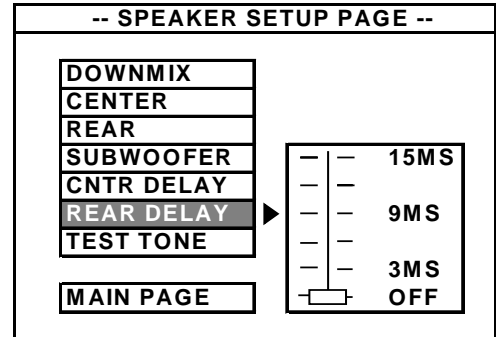 -- SPEAKER SETUP PAGE --
DOWNMIX
CENTER
REAR
SUBWOOFER
CNTR DELAY
REAR DELAY
TEST TONE
MAIN PAGE
15MS
9MS
3MS
OFF